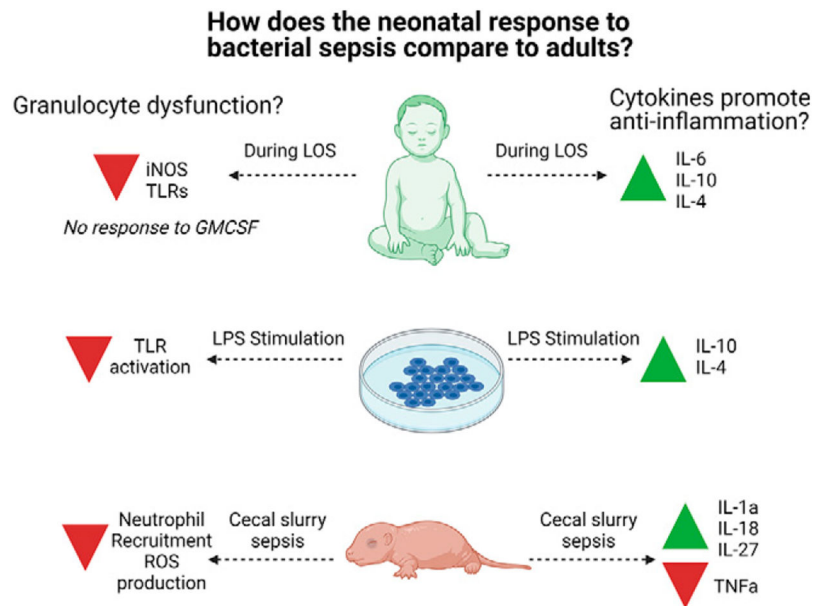 How does the neonatal response to
bacterial sepsis compare to adults?
Granulocyte dysfunction?
Cytokines promote
anti-inflammation?
iNOS
TLRs
During LOS
During LOS
IL-6
IL-10
IL-4
No response to GMCSF
TLR
activation
LPS Stimulation
LPS Stimulation
IL-10
IL-4
Neutrophil
Recruitment
ROS
production
Cecal slurry
sepsis
Cecal slurry
sepsis
IL-1a
IL-18
IL-27
TNFa